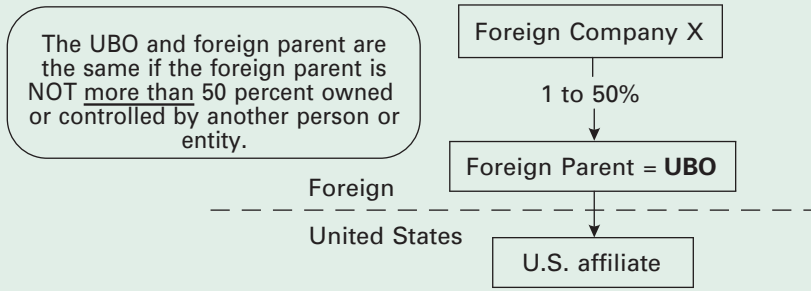 The UBO and foreign parent are
the same if the foreign parent is
NOT more than 50 percent owned
or controlled by another person or
entity.
Foreign Company X
1 to 50%
Foreign Parent = UBO
Foreign
United States
U.S. affiliate